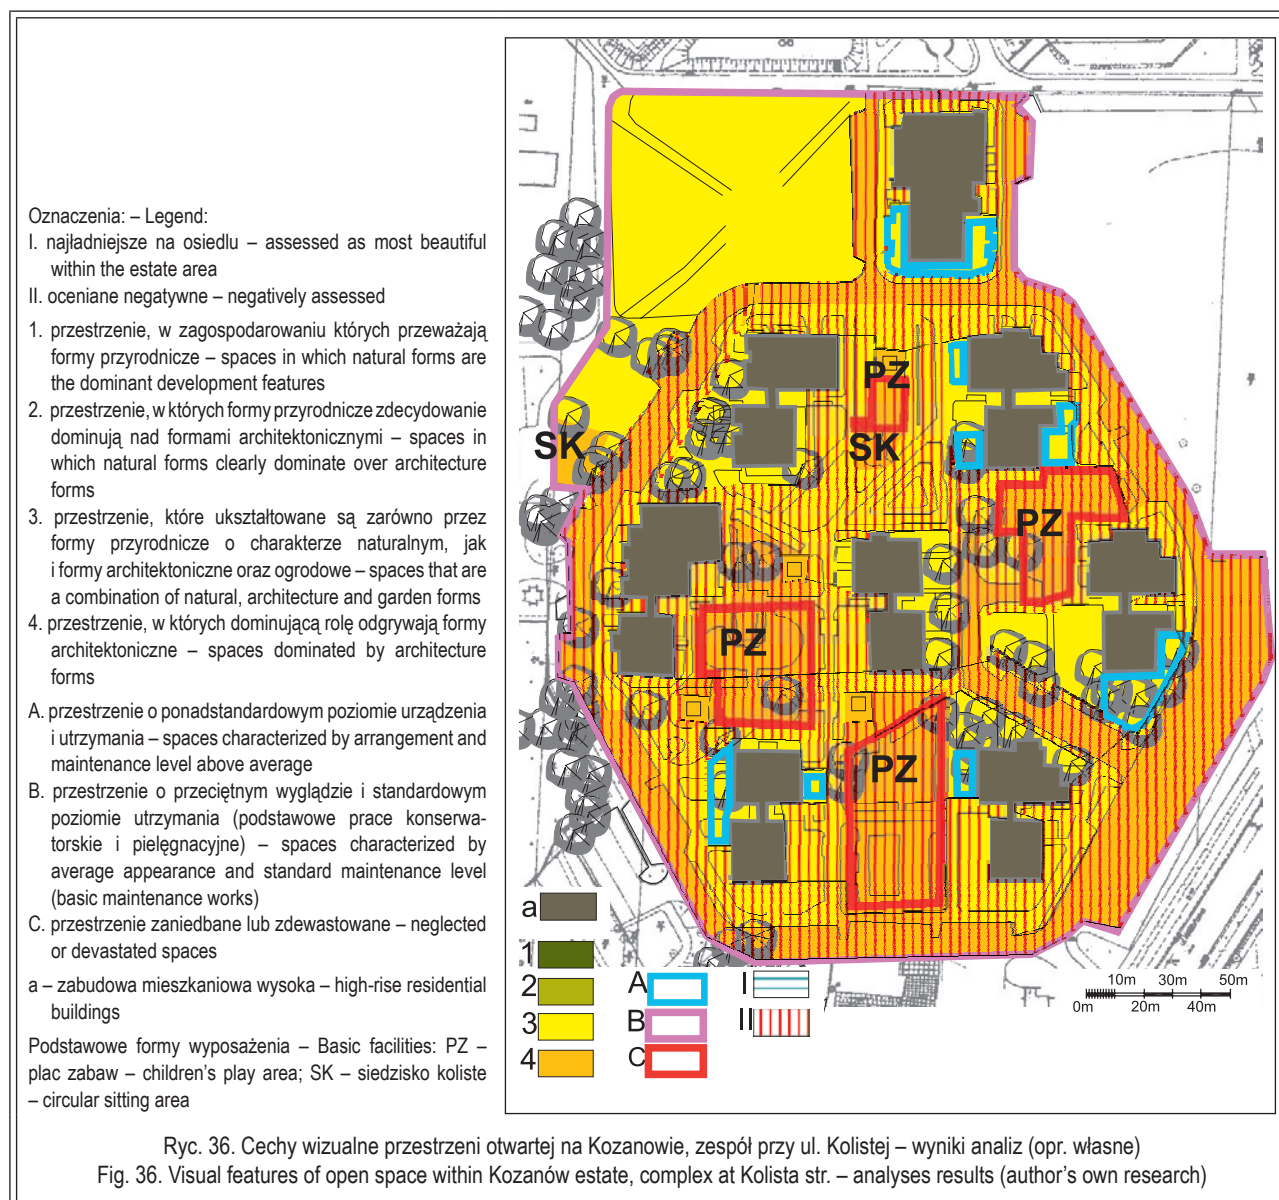 Oznaczenia: – Legend:
I. najładniejsze na osiedlu – assessed as most beautiful
within the estate area
II. oceniane negatywne – negatively assessed
1. przestrzenie, w zagospodarowaniu których przeważają
formy przyrodnicze – spaces in which natural forms are
the dominant development features
2. przestrzenie, w których formy przyrodnicze zdecydowanie
dominują nad formami architektonicznymi – spaces in
which natural forms clearly dominate over architecture
forms
3. przestrzenie, które ukształtowane są zarówno przez
formy przyrodnicze o charakterze naturalnym, jak
i formy architektoniczne oraz ogrodowe – spaces that are
a combination of natural, architecture and garden forms
4. przestrzenie, w których dominującą rolę odgrywają formy
architektoniczne – spaces dominated by architecture
forms
A. przestrzenie o ponadstandardowym poziomie urządzenia
i utrzymania – spaces characterized by arrangement and
maintenance level above average
B. przestrzenie o przeciętnym wyglądzie i standardowym
poziomie utrzymania (podstawowe prace konserwa-
torskie i pielęgnacyjne) – spaces characterized by
average appearance and standard maintenance level
(basic maintenance works)
C. przestrzenie zaniedbane lub zdewastowane – neglected
or devastated spaces
a – zabudowa mieszkaniowa wysoka – high-rise residential
buildings
Podstawowe formy wyposażenia – Basic facilities: PZ –
plac zabaw – children's play area; SK – siedzisko koliste
– circular sitting area
PZ
SK
SK
PZ
PZ
PZ
a
1
2
3
4
A
B
C
I
II
10m 30m 50m
0m 20m 40m
Ryc. 36. Cechy wizualne przestrzeni otwartej na Kozanowie, zespół przy ul. Kolistej – wyniki analiz (opr. własne)
Fig. 36. Visual features of open space within Kozanów estate, complex at Kolista str. – analyses results (author's own research)